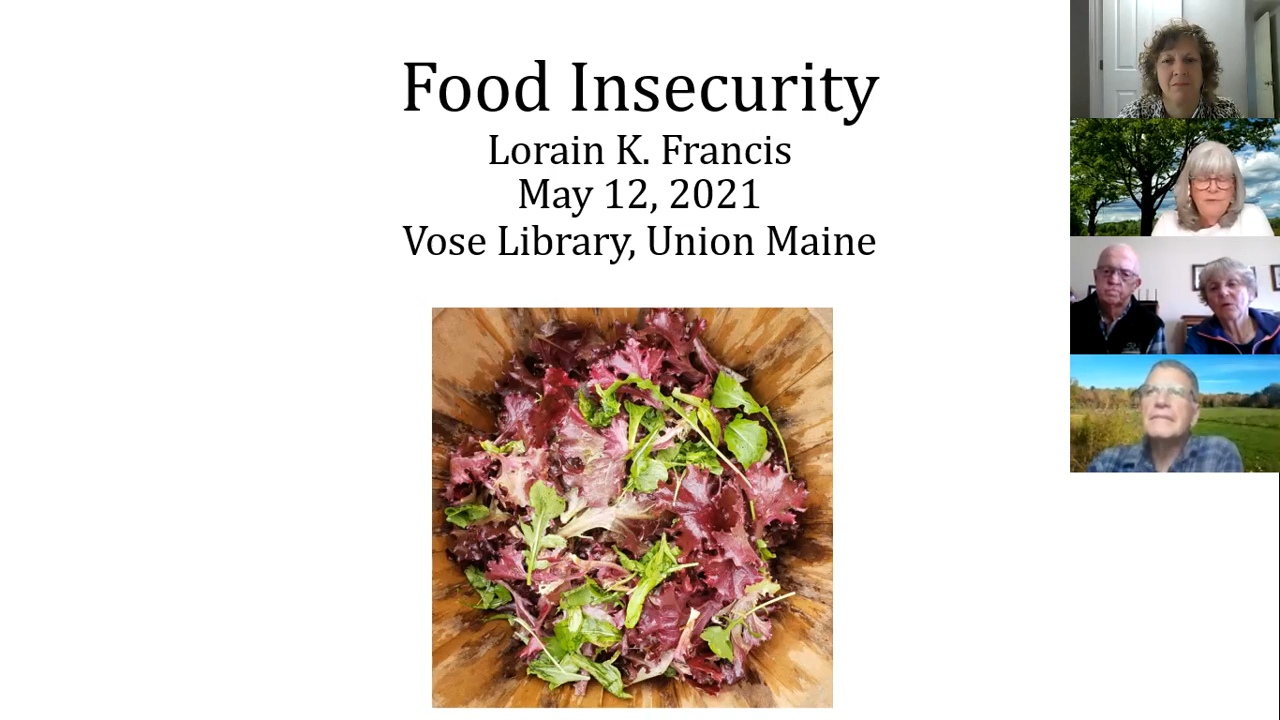 Food Insecurity
Lorain K. Francis
May 12, 2021
Vose Library, Union Maine